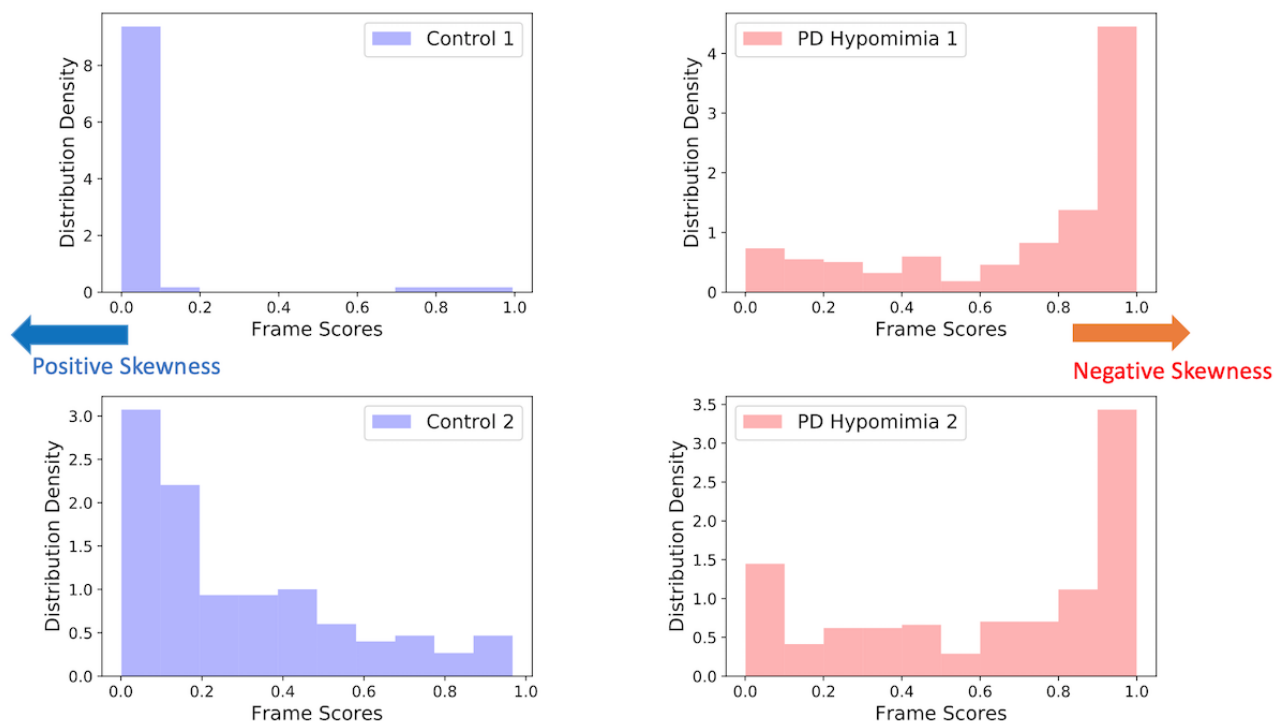 Control 1
Distribution Density
8
6
4
2
0
0.0 0.2 0.4 0.6 0.8 1.0
Frame Scores
PD Hypomimia 1
Distribution Density
4
3
2
1
0
0.0 0.2 0.4 0.6 0.8 1.0
Frame Scores
Positive Skewness
Negative Skewness
Control 2
Distribution Density
3.0
2.5
2.0
1.5
1.0
0.5
0.0
0.0 0.2 0.4 0.6 0.8 1.0
Frame Scores
PD Hypomimia 2
Distribution Density
3.5
3.0
2.5
2.0
1.5
1.0
0.5
0.0
0.0 0.2 0.4 0.6 0.8 1.0
Frame Scores